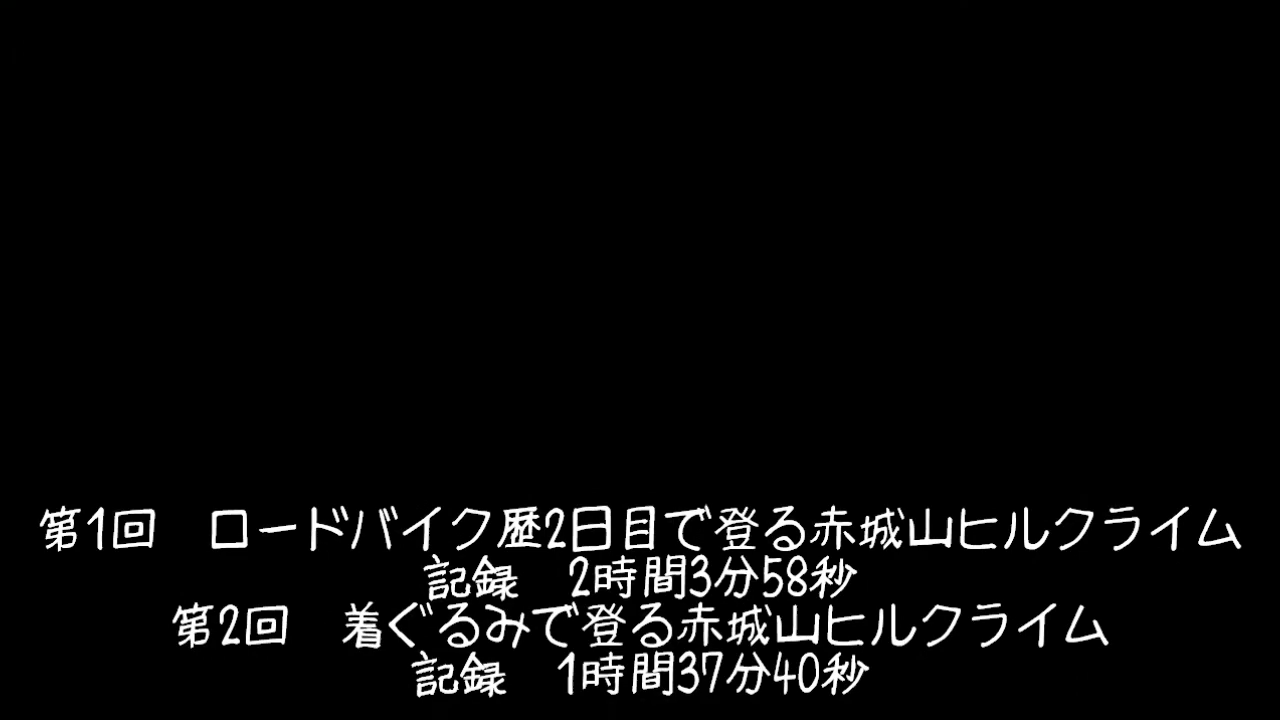 第1回　ロードバイク歴2日目で登る赤城山ヒルクライム
記録　2時間3分58秒
第2回　着ぐるみで登る赤城山ヒルクライム
記録　1時間37分40秒